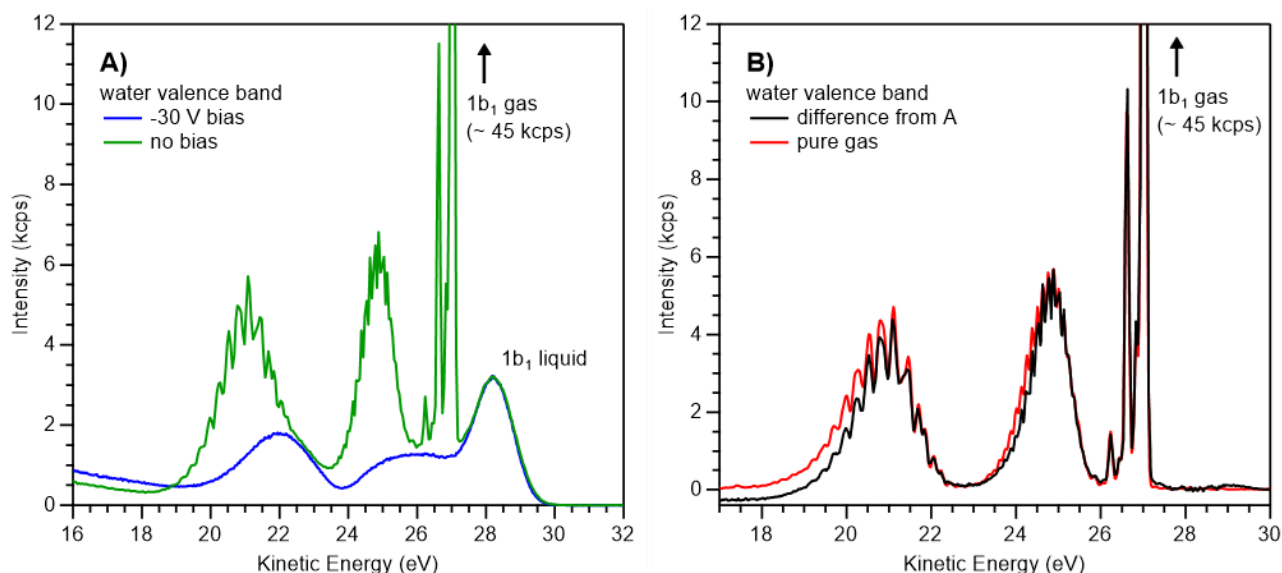 A)
water valence band
-30 V bias
no bias
1b₁ gas
(~ 45 kcps)
1b₁ liquid
Intensity (kcps)
12
10
8
6
4
2
0
16
18
20
22
24
26
28
30
32
Kinetic Energy (eV)
B)
water valence band
difference from A
pure gas
1b₁ gas
(~ 45 kcps)
Intensity (kcps)
12
10
8
6
4
2
0
18
20
22
24
26
28
30
Kinetic Energy (eV)